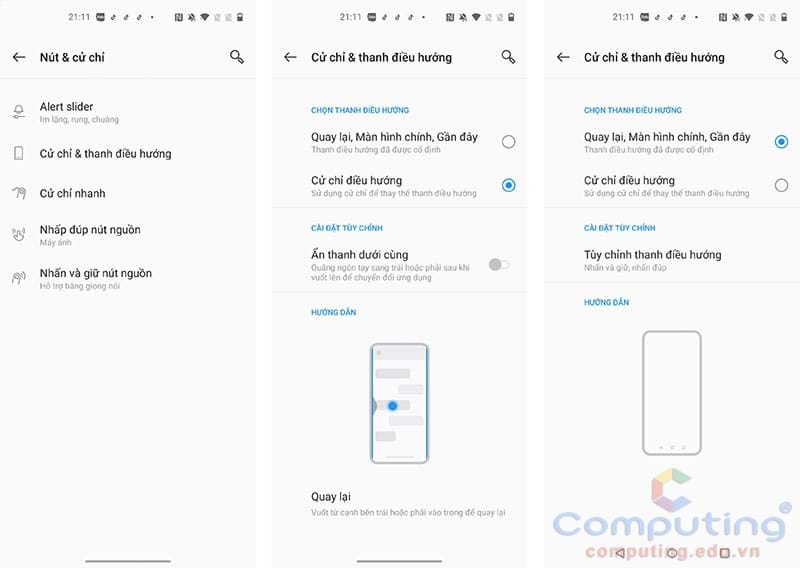 21:11
Nút & cử chỉ
Alert slider
Im lặng, rung, chuông
Cử chỉ & thanh điều hướng
Cử chỉ nhanh
Nhấp đúp nút nguồn
Máy ảnh
Nhấn và giữ nút nguồn
Hỗ trợ bằng giọng nói
21:11
Cử chỉ & thanh điều hướng
CHỌN THANH ĐIỀU HƯỚNG
Quay lại, Màn hình chính, Gần đây
Thanh điều hướng đã được cố định
Cử chỉ điều hướng
Sử dụng cử chỉ để thay thế thanh điều hướng
CÀI ĐẶT TÙY CHỈNH
Ẩn thanh dưới cùng
Quãng ngón tay sang trái hoặc phải sau khi
vuốt lên để chuyển đổi ứng dụng
HƯỚNG DẪN
Quay lại
Vuốt từ cạnh bên trái hoặc phải vào trong để quay lại
21:11
Cử chỉ & thanh điều hướng
CHỌN THANH ĐIỀU HƯỚNG
Quay lại, Màn hình chính, Gần đây
Thanh điều hướng đã được cố định
Cử chỉ điều hướng
Sử dụng cử chỉ để thay thế thanh điều hướng
CÀI ĐẶT TÙY CHỈNH
Tùy chỉnh thanh điều hướng
Nhấn và giữ, nhấn đúp
HƯỚNG DẪN
Computing®
computing.edu.vn